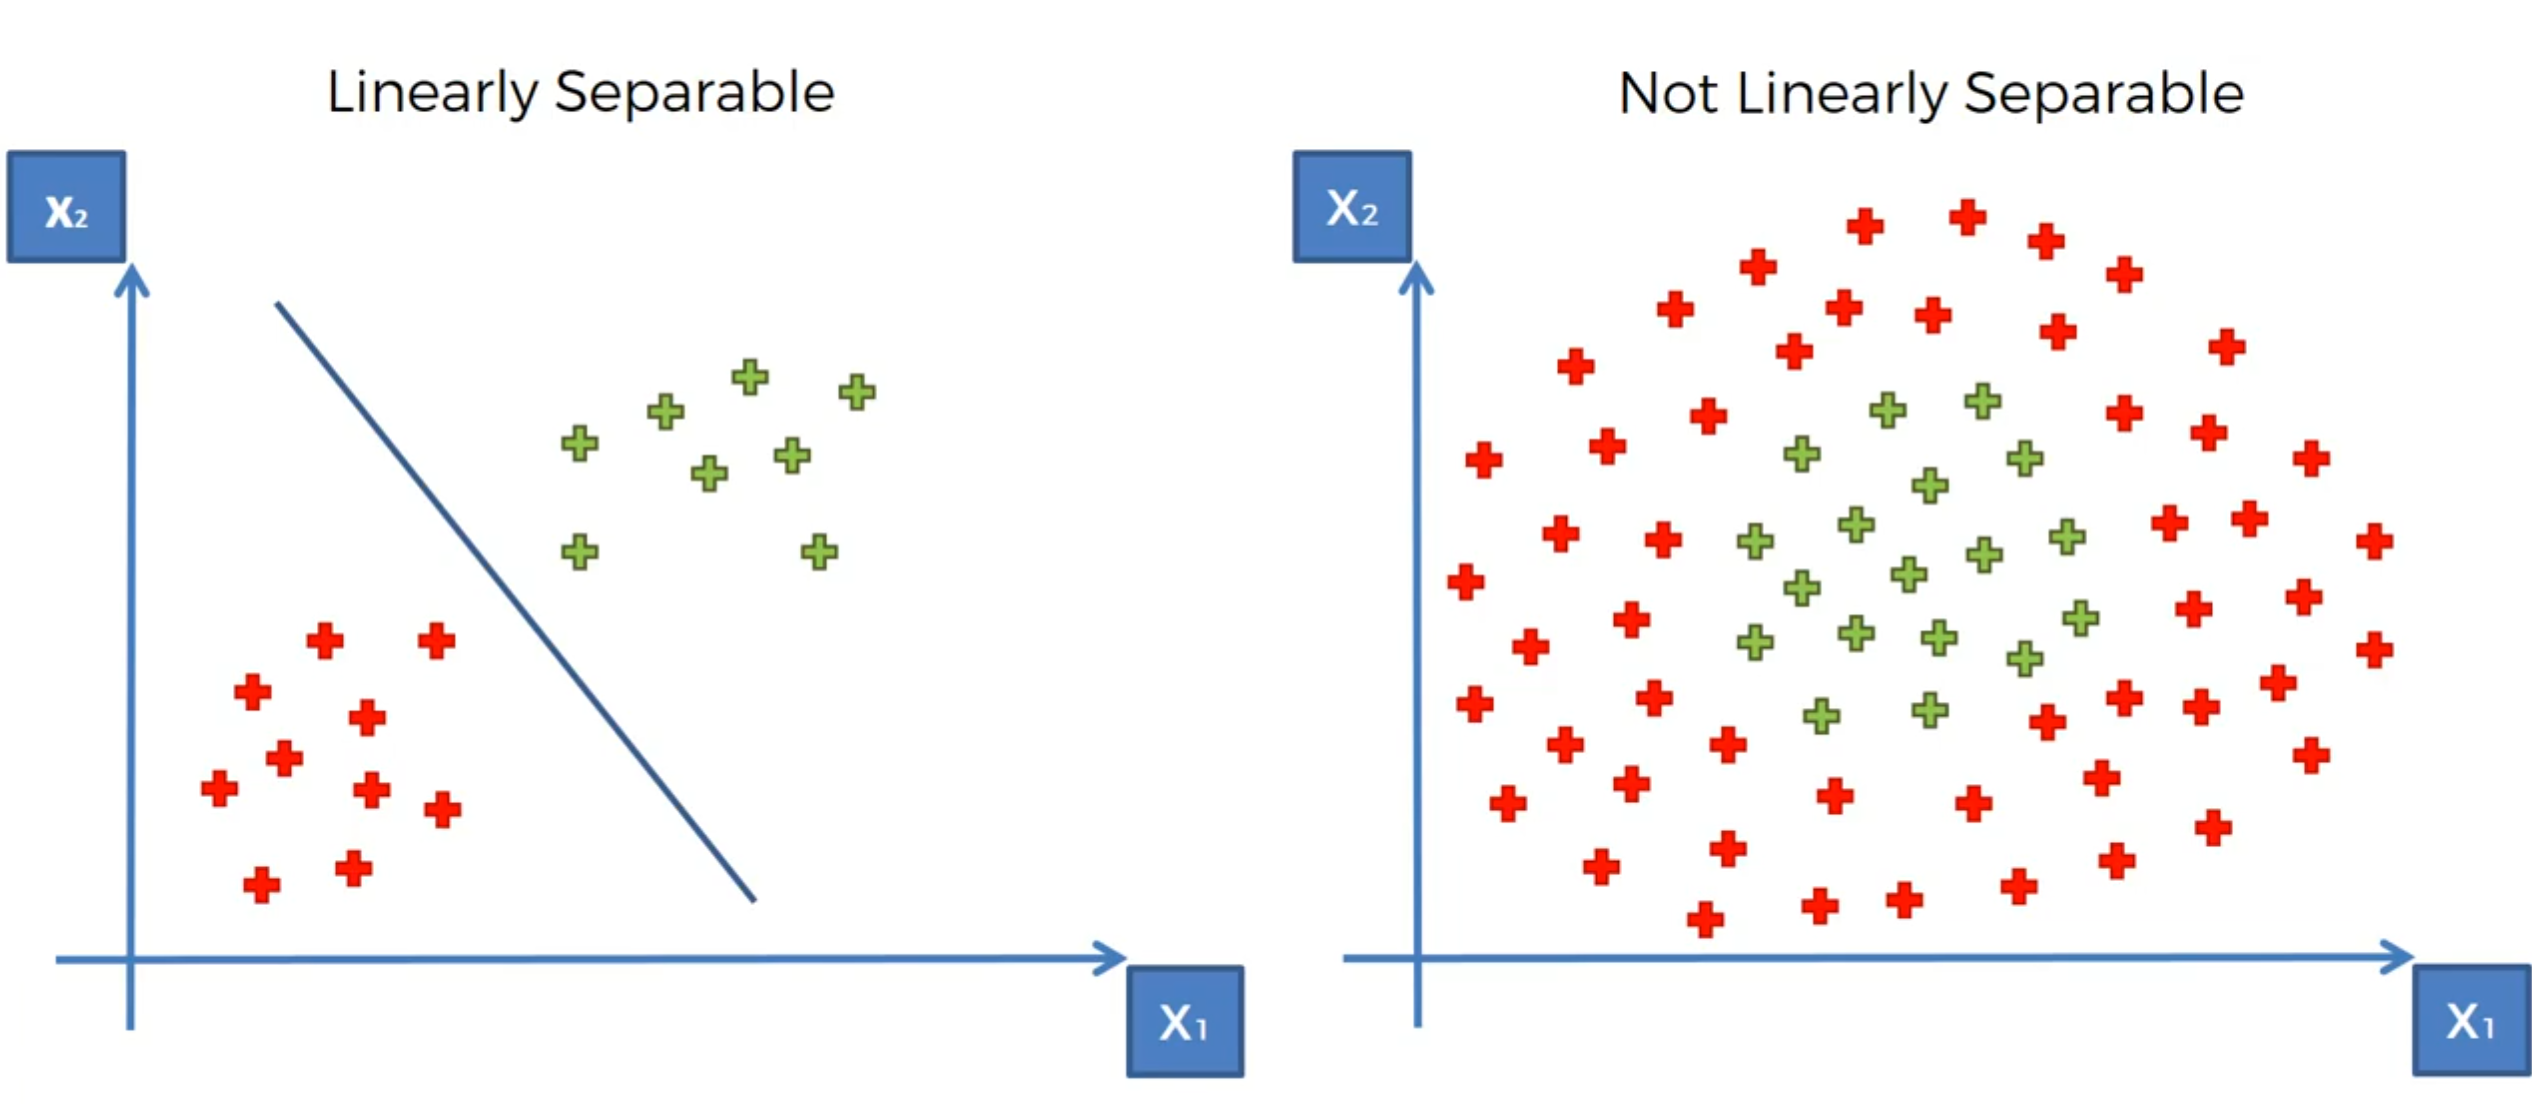 Linearly Separable
Not Linearly Separable
x₂
X₂
X₁
X₁